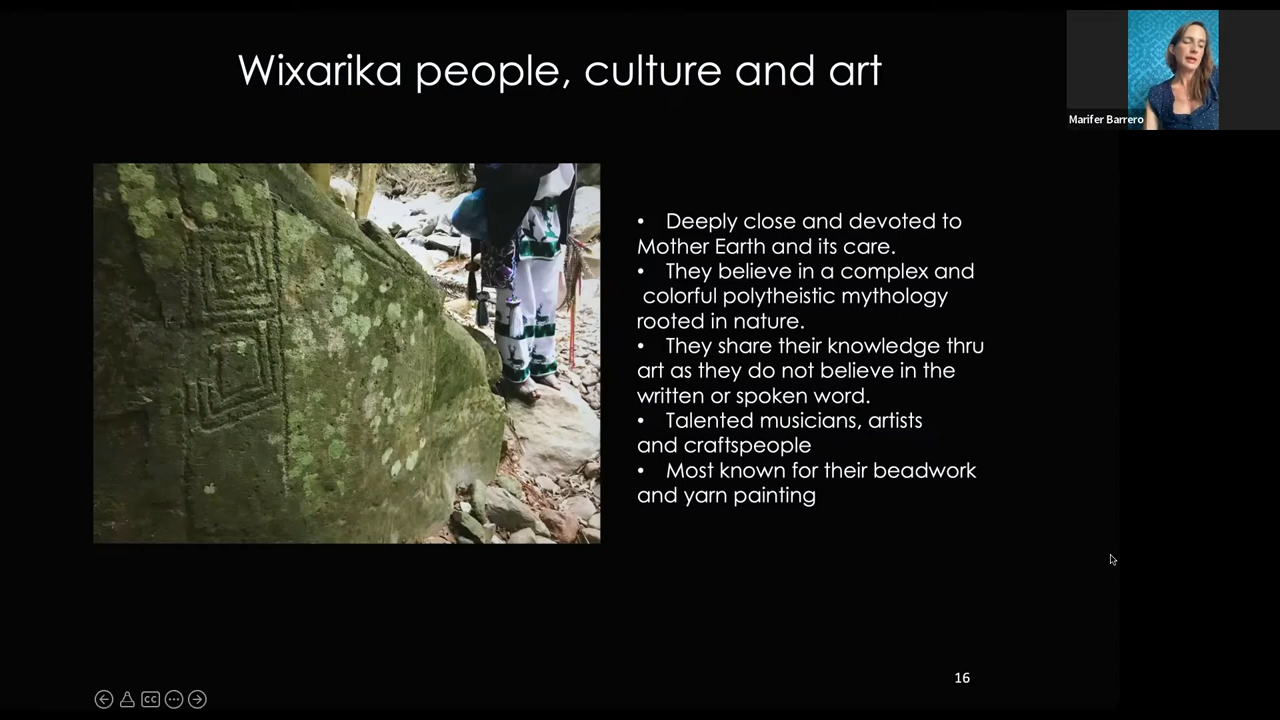 Wixarika people, culture and art
Marifer Barrero
• Deeply close and devoted to
Mother Earth and its care.
• They believe in a complex and
colorful polytheistic mythology
rooted in nature.
• They share their knowledge thru
art as they do not believe in the
written or spoken word.
• Talented musicians, artists
and craftspeople
• Most known for their beadwork
and yarn painting
16
CC